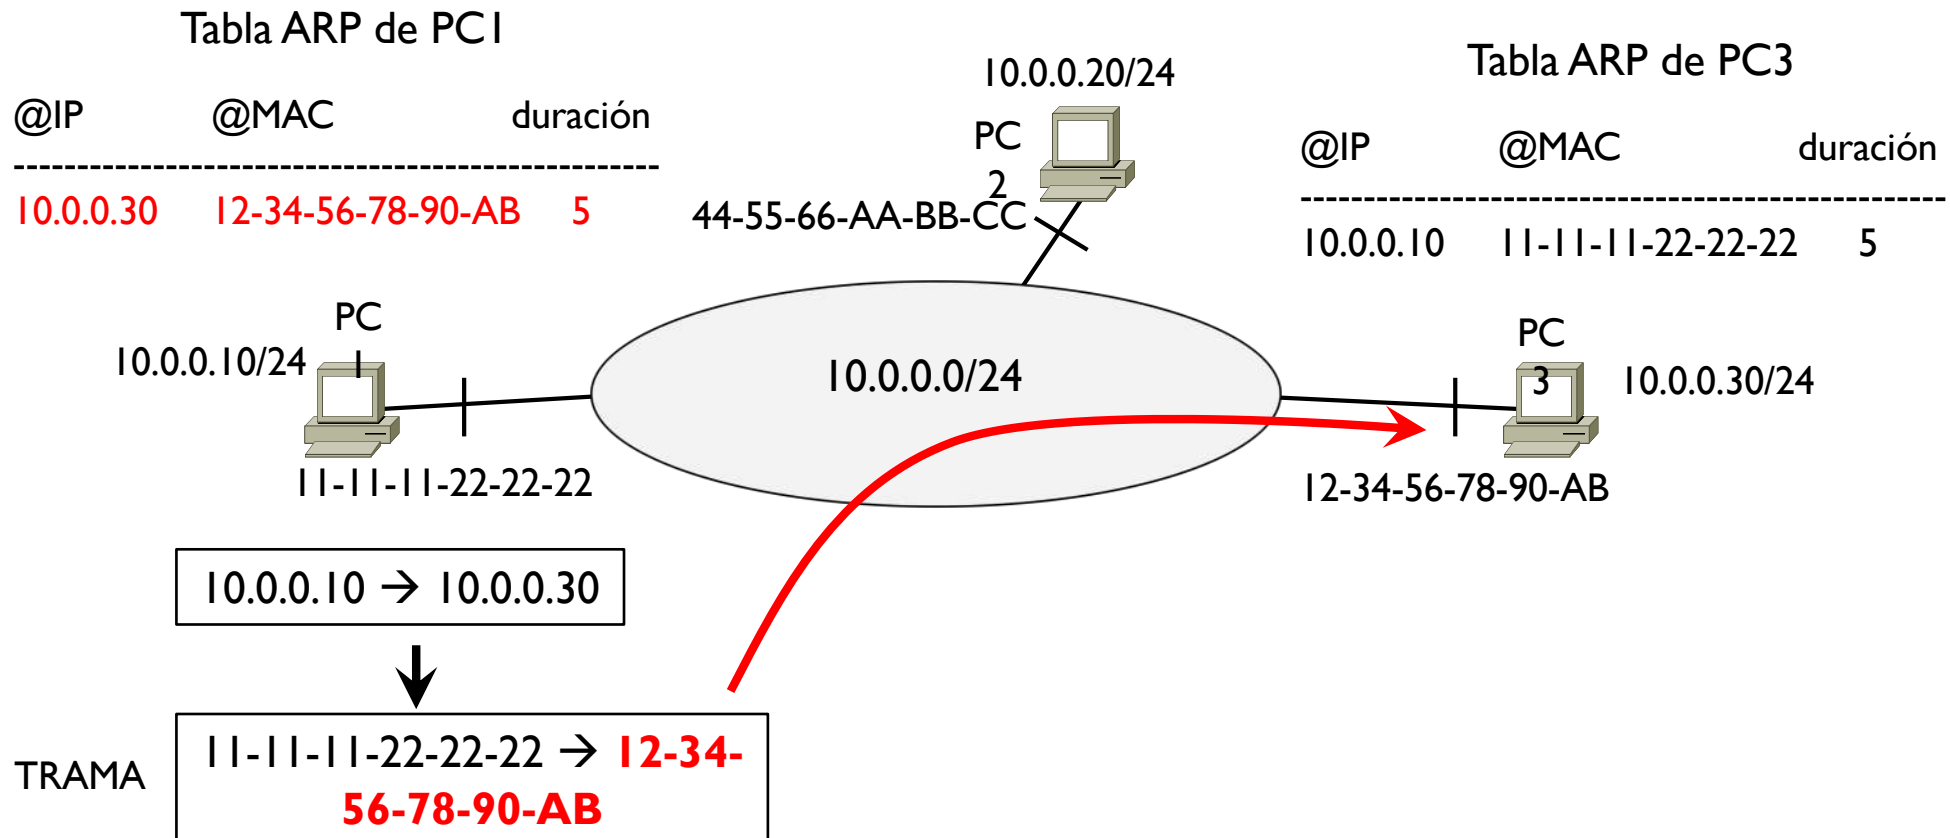 Tabla ARP de PC1
@IP @MAC duración
----------------------------------------------------
10.0.0.30 12-34-56-78-90-AB 5
10.0.0.20/24
PC
2
44-55-66-AA-BB-CC
Tabla ARP de PC3
@IP @MAC duración
----------------------------------------------------
10.0.0.10 11-11-11-22-22-22 5
PC
1
10.0.0.10/24
11-11-11-22-22-22
10.0.0.0/24
PC
3
10.0.0.30/24
12-34-56-78-90-AB
10.0.0.10 → 10.0.0.30
TRAMA
11-11-11-22-22-22 → 12-34-
56-78-90-AB